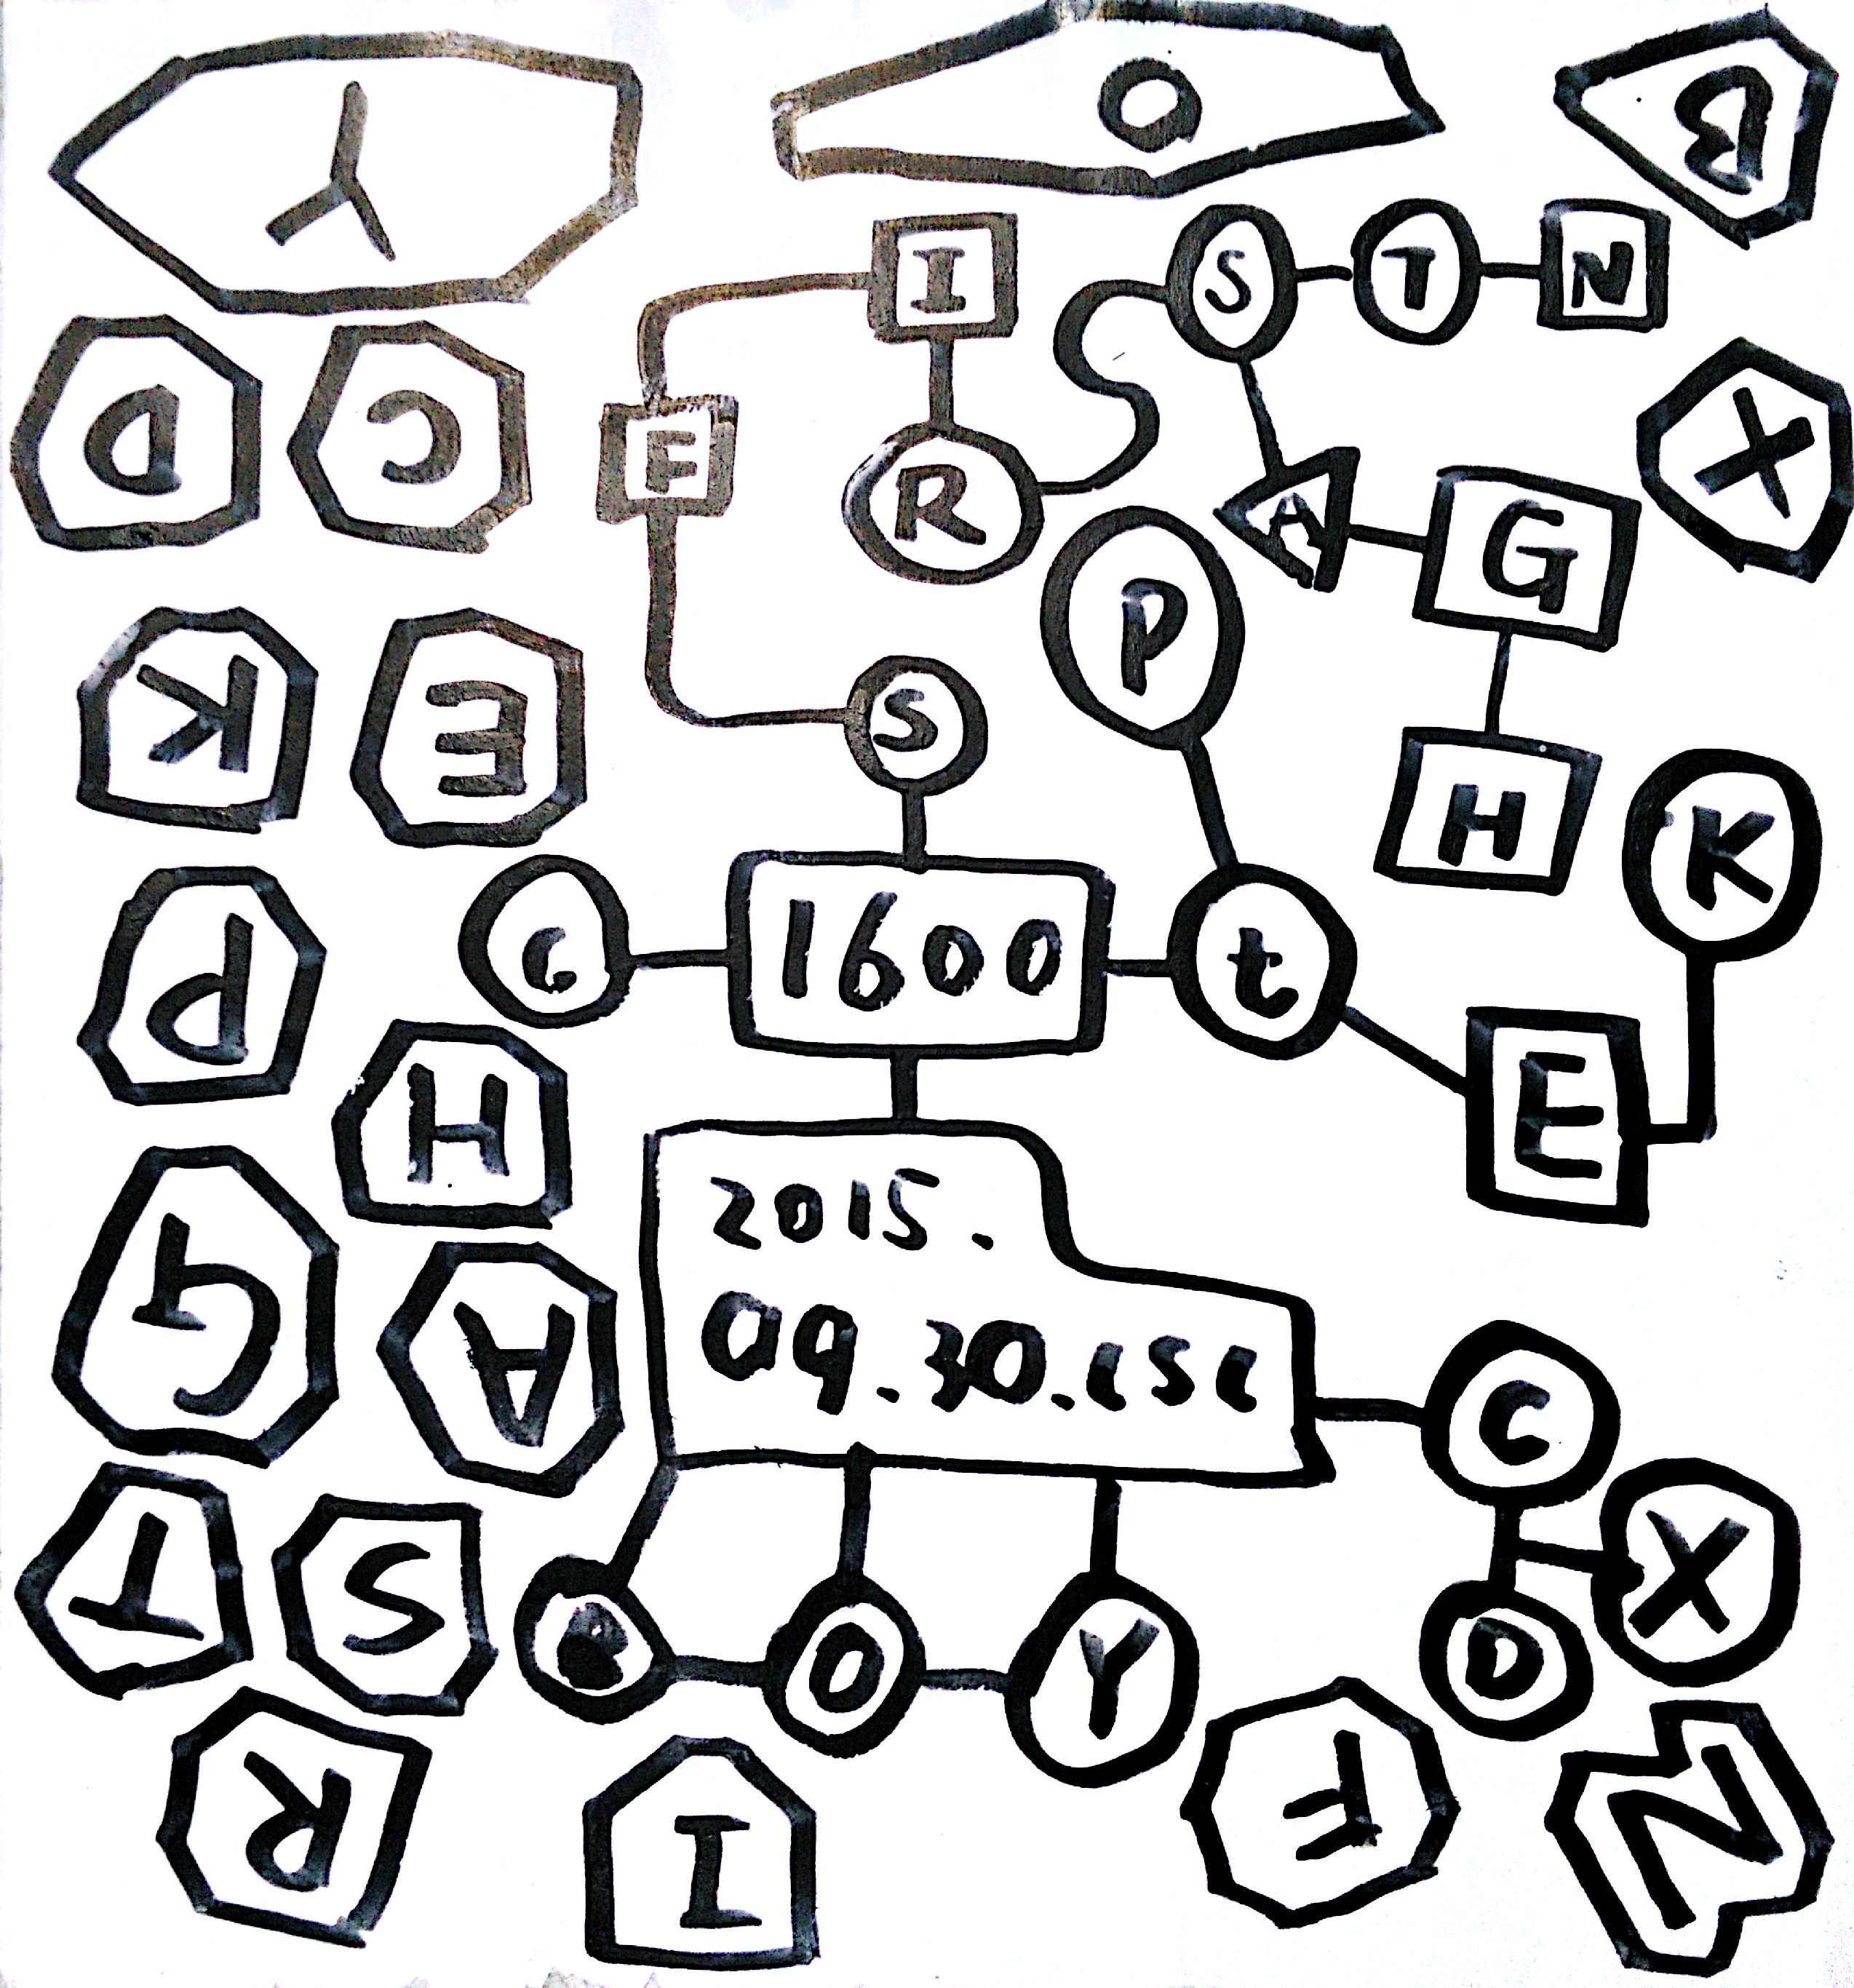 Y O B
I S T N
D C F R A G X
P
K E S H K
C 1600 t
P H E
2015.
G A 09.30.csc
C
T S O Y D X
R I F N